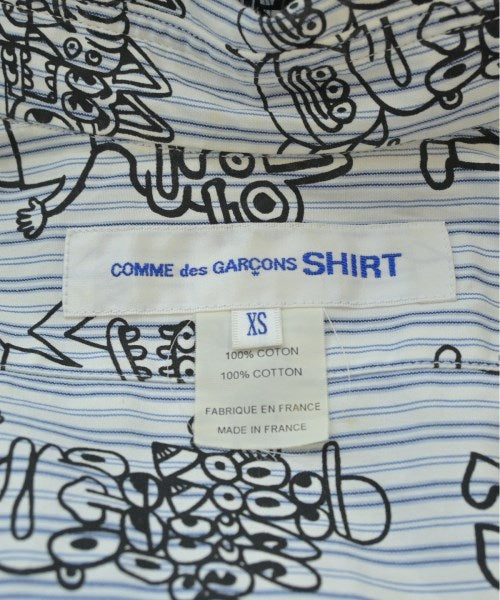 COMME des GARÇONS SHIRT
XS
100% COTON
100% COTTON
FABRIQUE EN FRANCE
MADE IN FRANCE